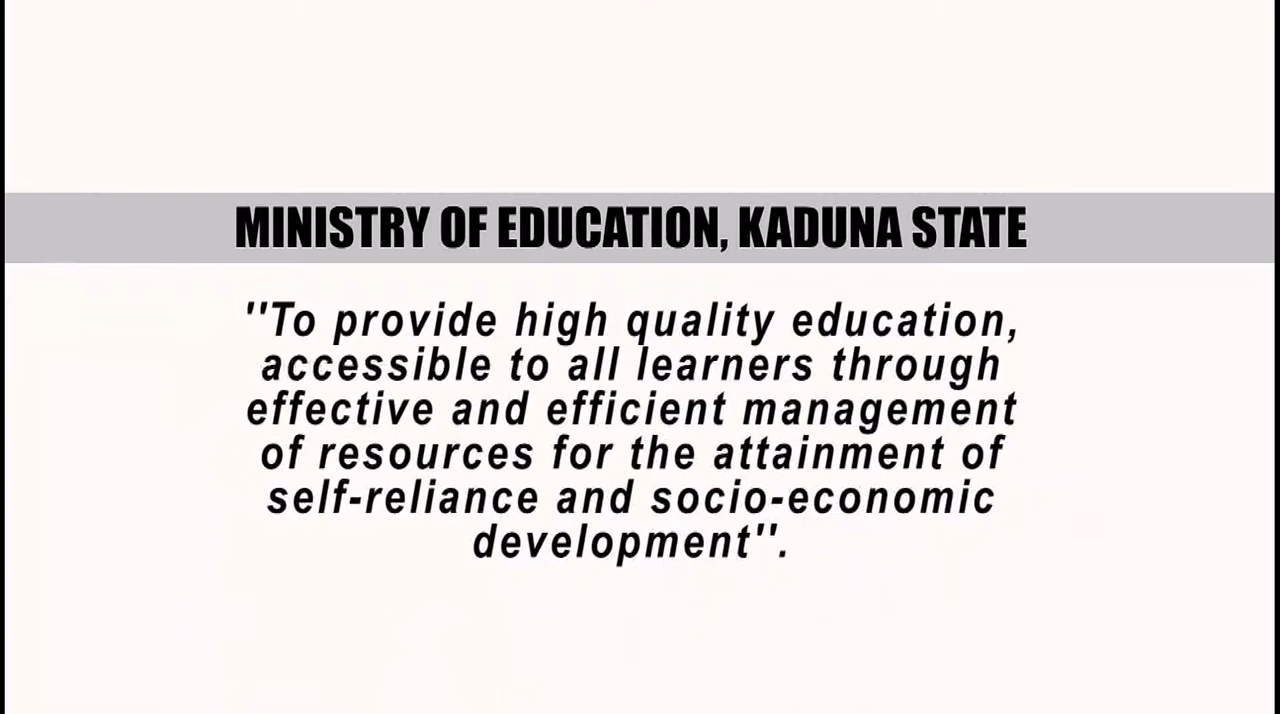 MINISTRY OF EDUCATION, KADUNA STATE
''To provide high quality education,
accessible to all learners through
effective and efficient management
of resources for the attainment of
self-reliance and socio-economic
development''.